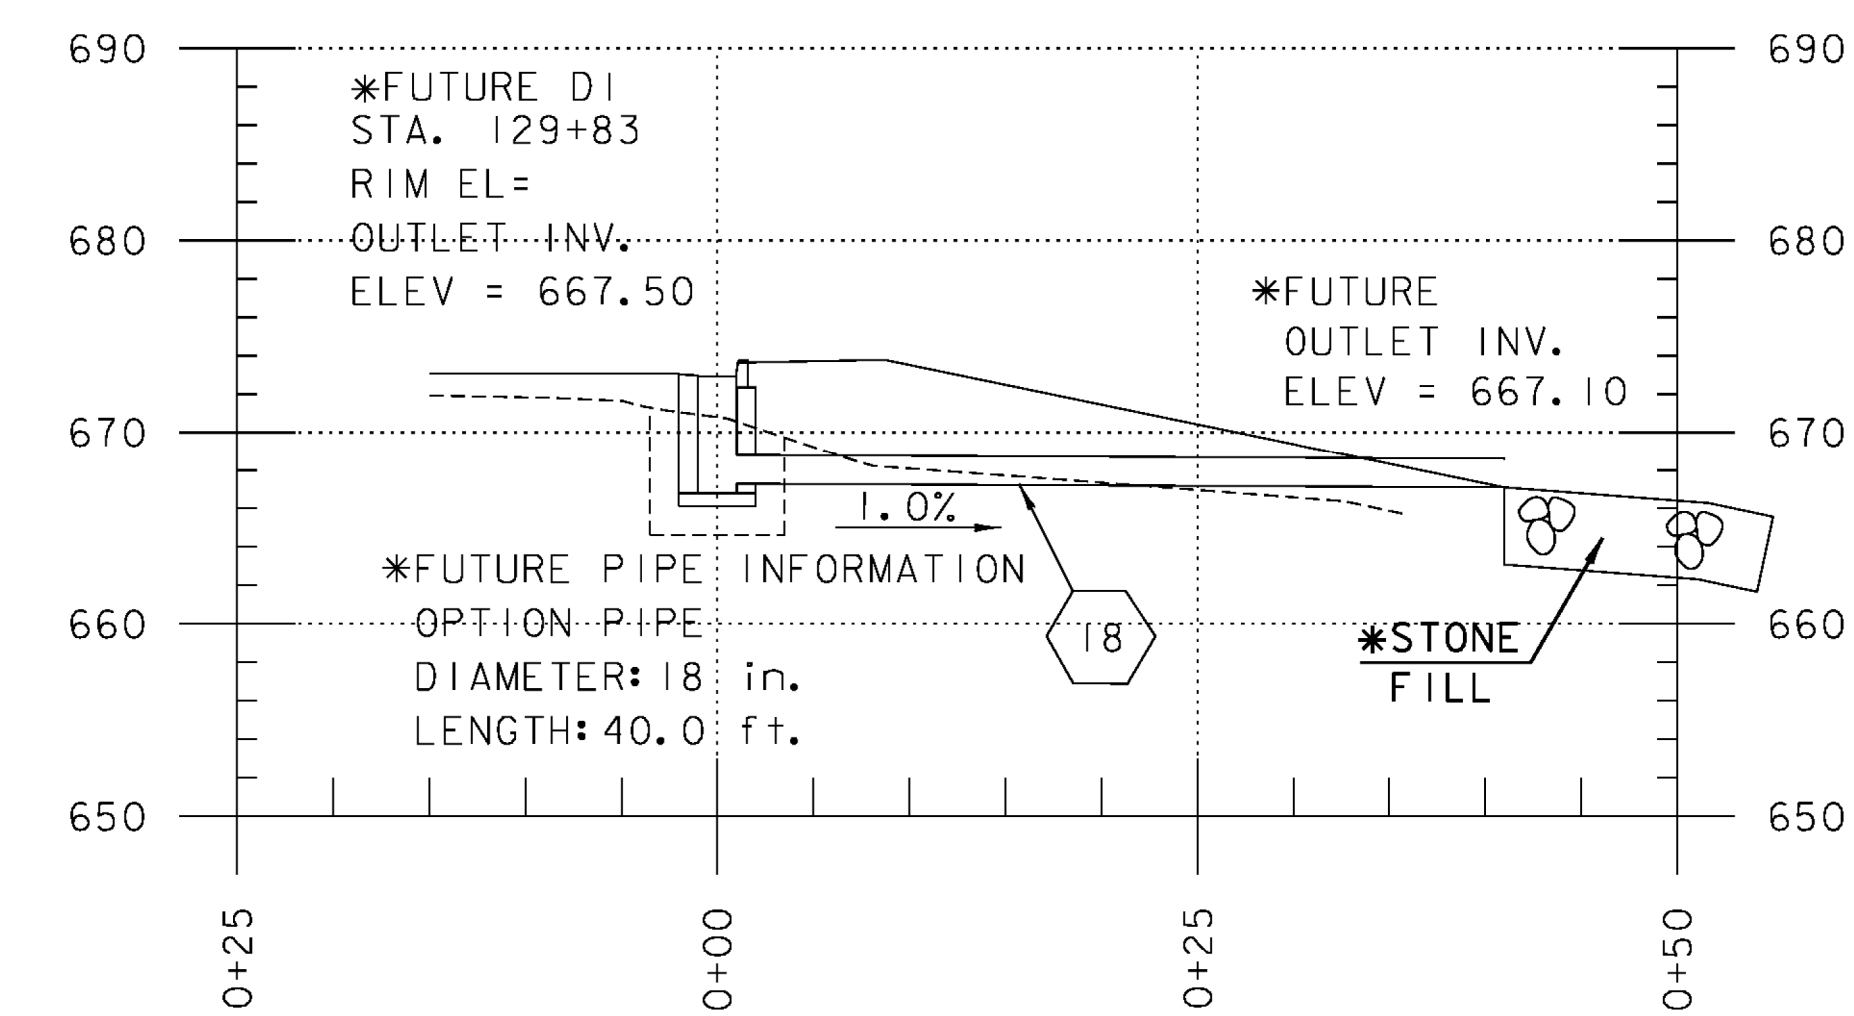 690
690
*FUTURE DI
STA. 129+83
RIM EL=
OUTLET INV.
ELEV = 667.50
680
680
*FUTURE
OUTLET INV.
ELEV = 667.10
670
670
1.0%
*FUTURE PIPE INFORMATION
OPTION PIPE
DIAMETER:18 in.
LENGTH:40.0 ft.
18
*STONE
FILL
660
660
650
650
0+25
0+00
0+25
0+50